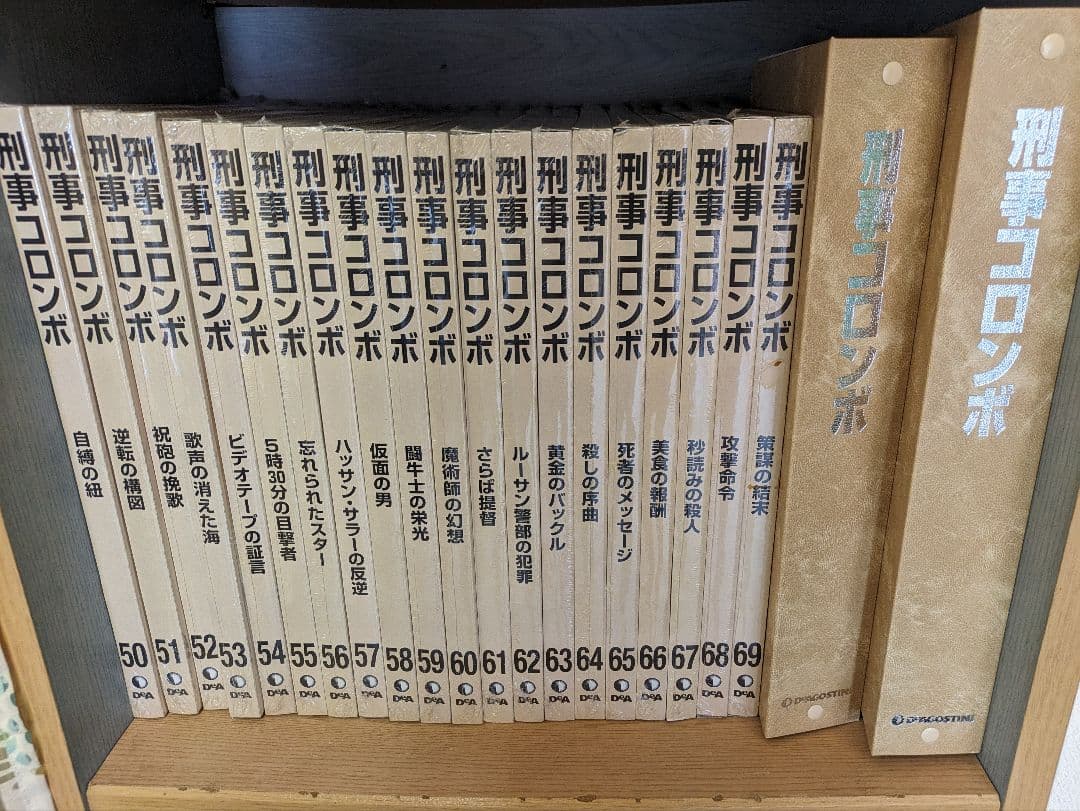 刑事コロンボ
自縛の紐
50
DeA
刑事コロンボ
逆転の構図
51
DeA
刑事コロンボ
祝砲の挽歌
52
DeA
刑事コロンボ
歌声の消えた海
53
DeA
刑事コロンボ
ビデオテープの証言
54
DeA
刑事コロンボ
5時30分の目撃者
55
DeA
刑事コロンボ
忘れられたスター
56
DeA
刑事コロンボ
ハッサン・サラーの反逆
57
DeA
刑事コロンボ
仮面の男
58
DeA
刑事コロンボ
闘牛士の栄光
59
DeA
刑事コロンボ
魔術師の幻想
60
DeA
刑事コロンボ
さらば提督
61
DeA
刑事コロンボ
ルーサン警部の犯罪
62
DeA
刑事コロンボ
黄金のバックル
63
DeA
刑事コロンボ
殺しの序曲
64
DeA
刑事コロンボ
死者のメッセージ
65
DeA
刑事コロンボ
美食の報酬
66
DeA
刑事コロンボ
秒読みの殺人
67
DeA
刑事コロンボ
攻撃命令
68
DeA
刑事コロンボ
策謀の結末
69
DeA
刑事コロンボ
DeAGOSTINI
刑事コロンボ
DeAGOSTINI